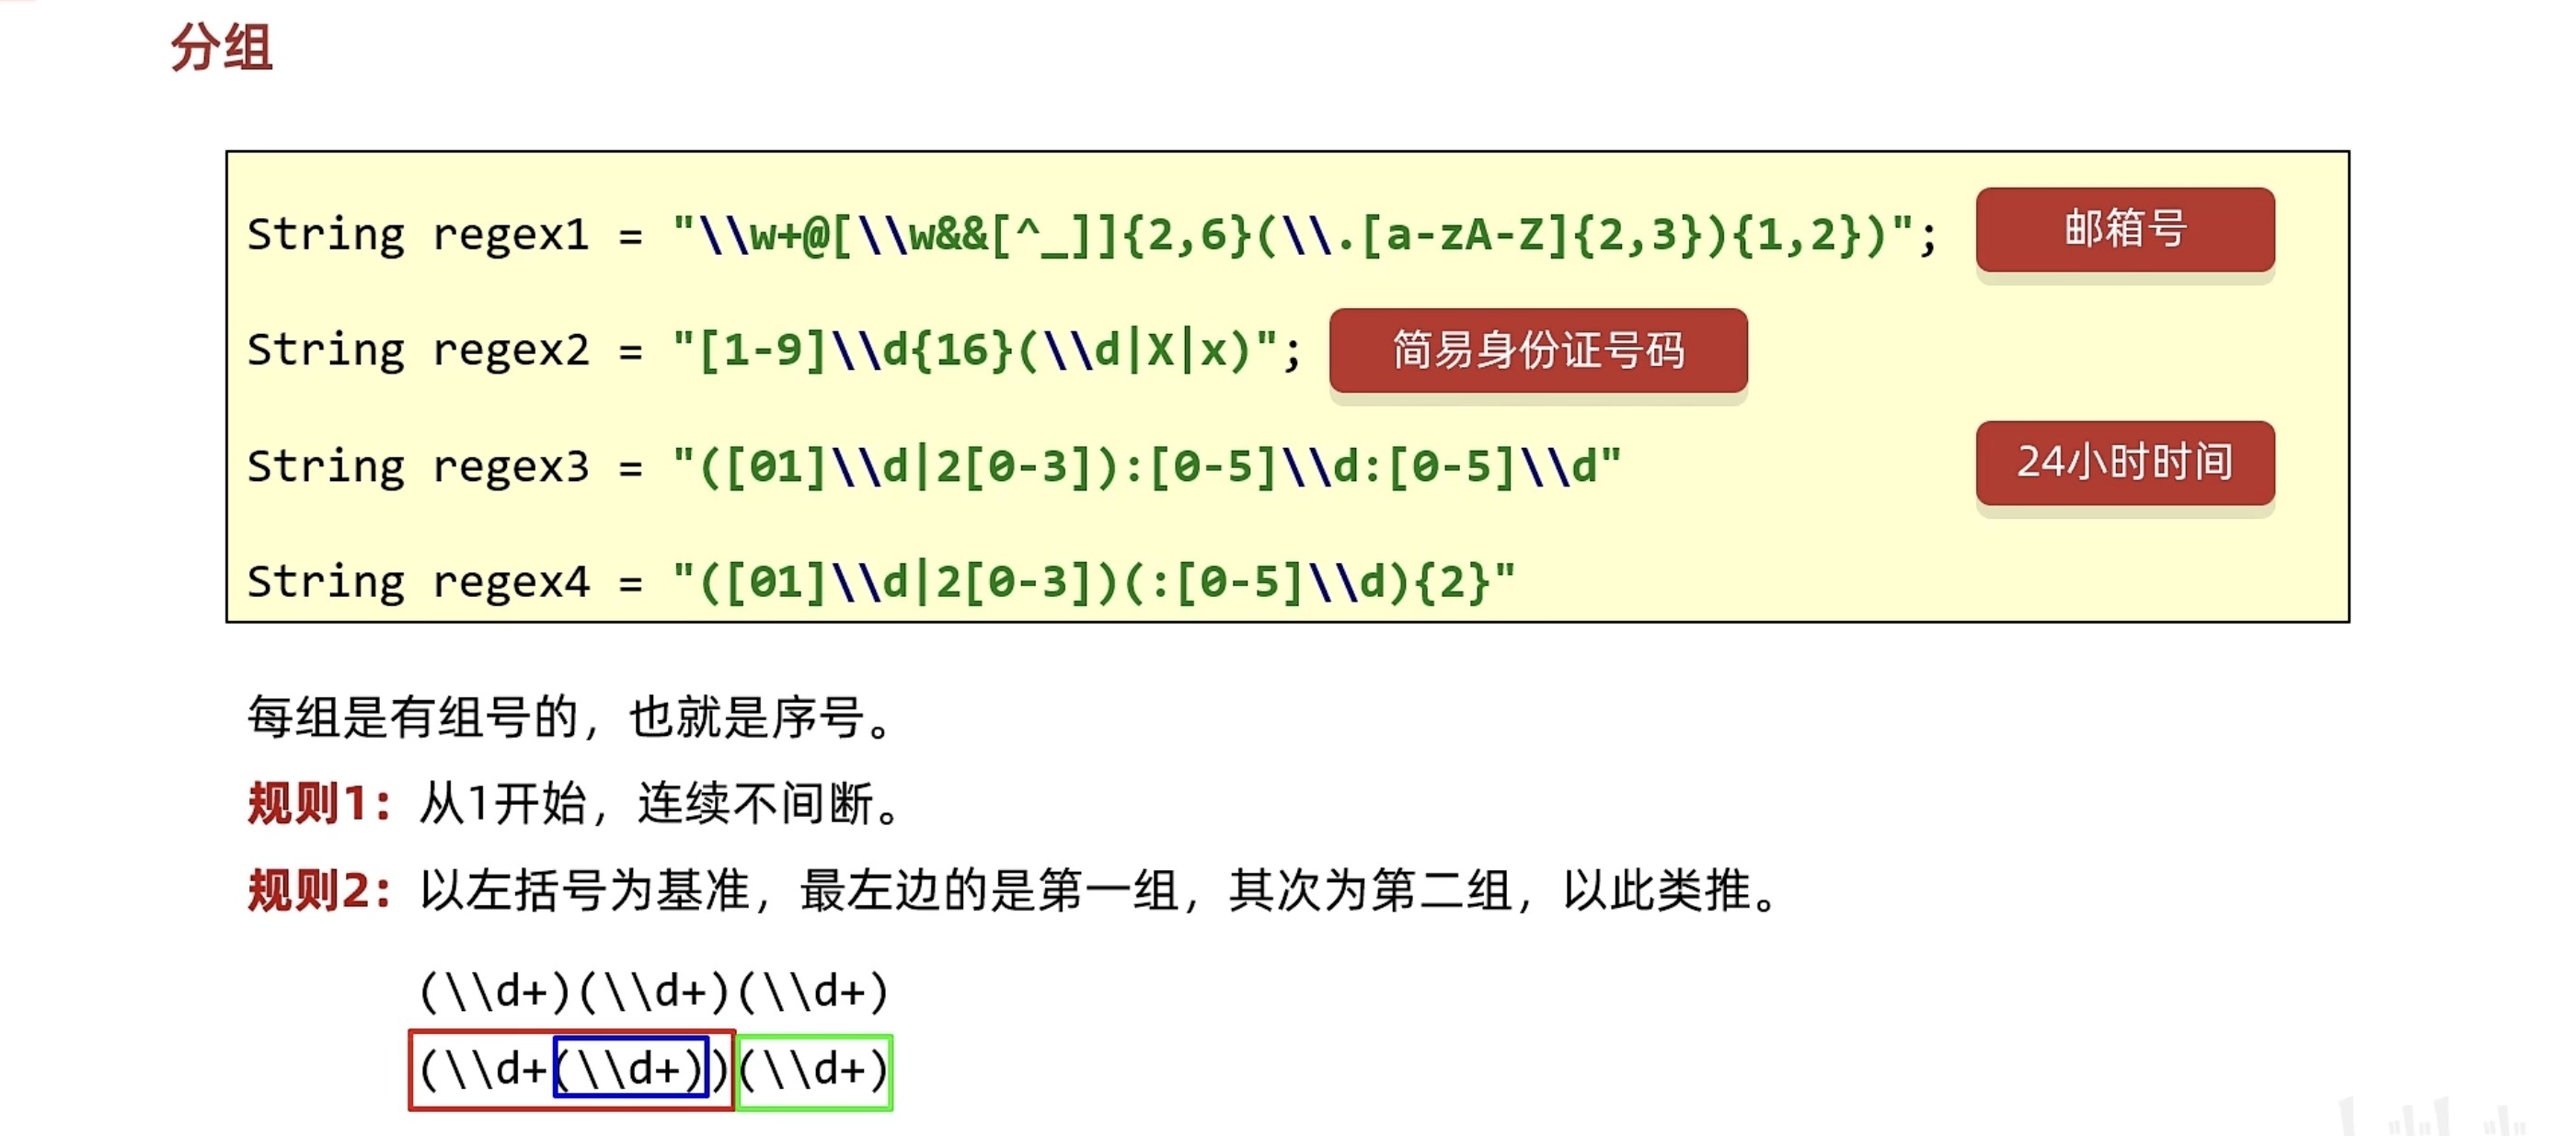 分组
String regex1 = "\\w+@[\\w&&[^_]]{2,6}(\\.[a-zA-Z]{2,3}){1,2})"; 邮箱号
String regex2 = "[1-9]\\d{16}(\\d|X|x)"; 简易身份证号码
String regex3 = "([01]\\d|2[0-3]):[0-5]\\d:[0-5]\\d" 24小时时间
String regex4 = "([01]\\d|2[0-3])(:[0-5]\\d){2}"
每组是有组号的，也就是序号。
规则1：从1开始，连续不间断。
规则2：以左括号为基准，最左边的是第一组，其次为第二组，以此类推。
(\\d+)(\\d+)(\\d+)
(\\d+(\\d+))(\\d+)